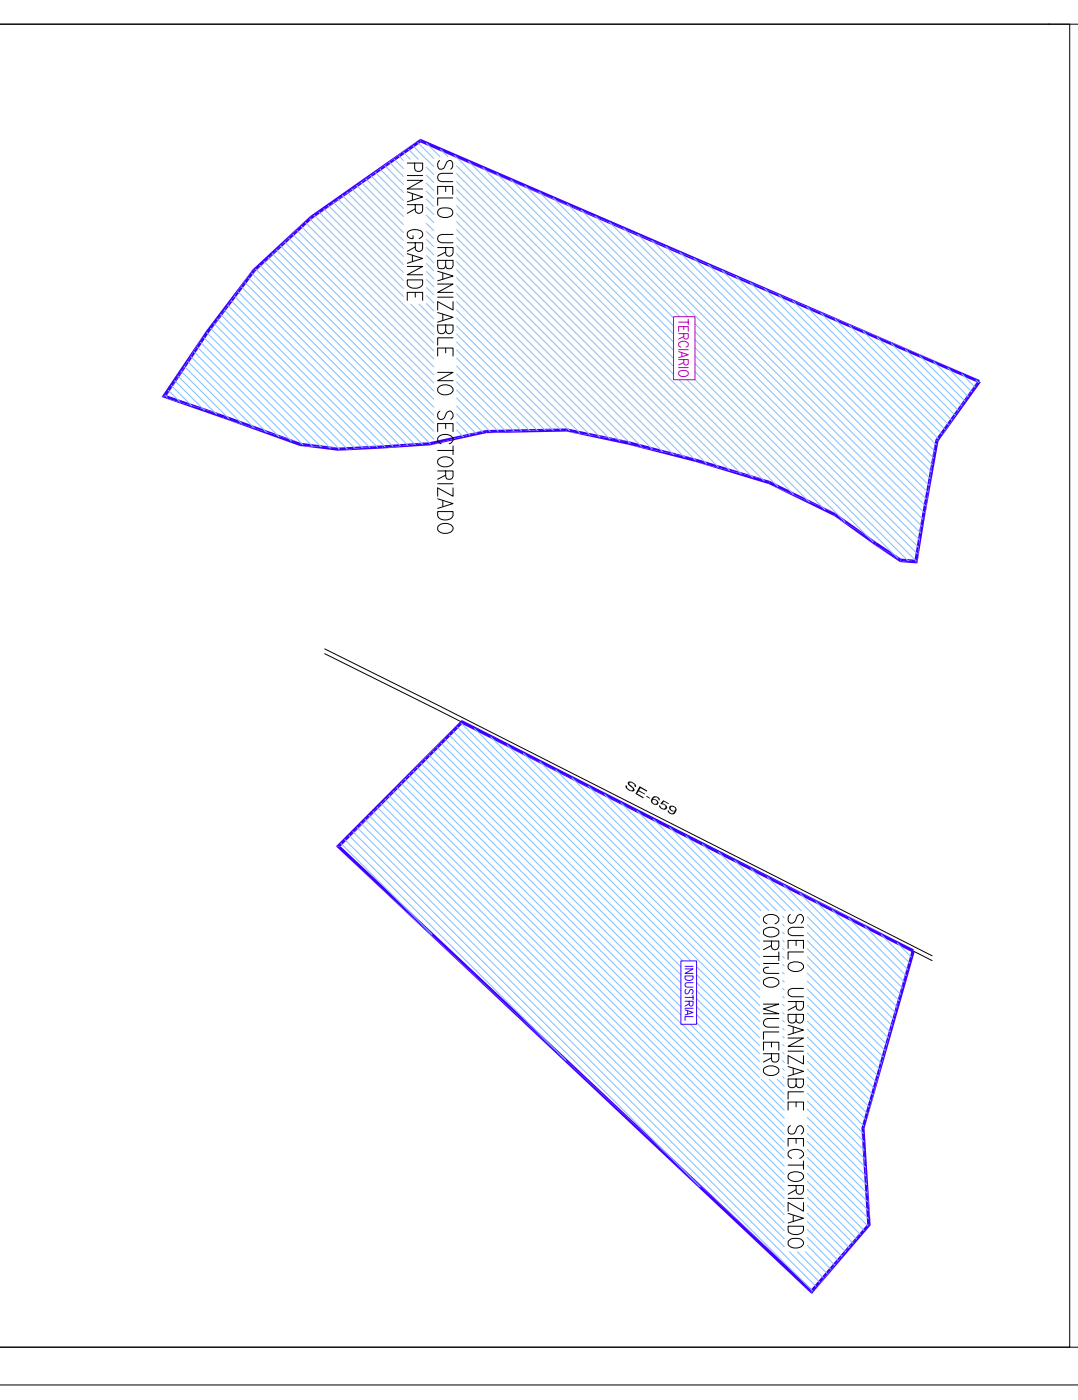 SUELO URBANIZABLE NO SECTORIZADO
PINAR GRANDE
TERCIARIO
SE-659
SUELO URBANIZABLE SECTORIZADO
CORTIJO MULERO
INDUSTRIAL